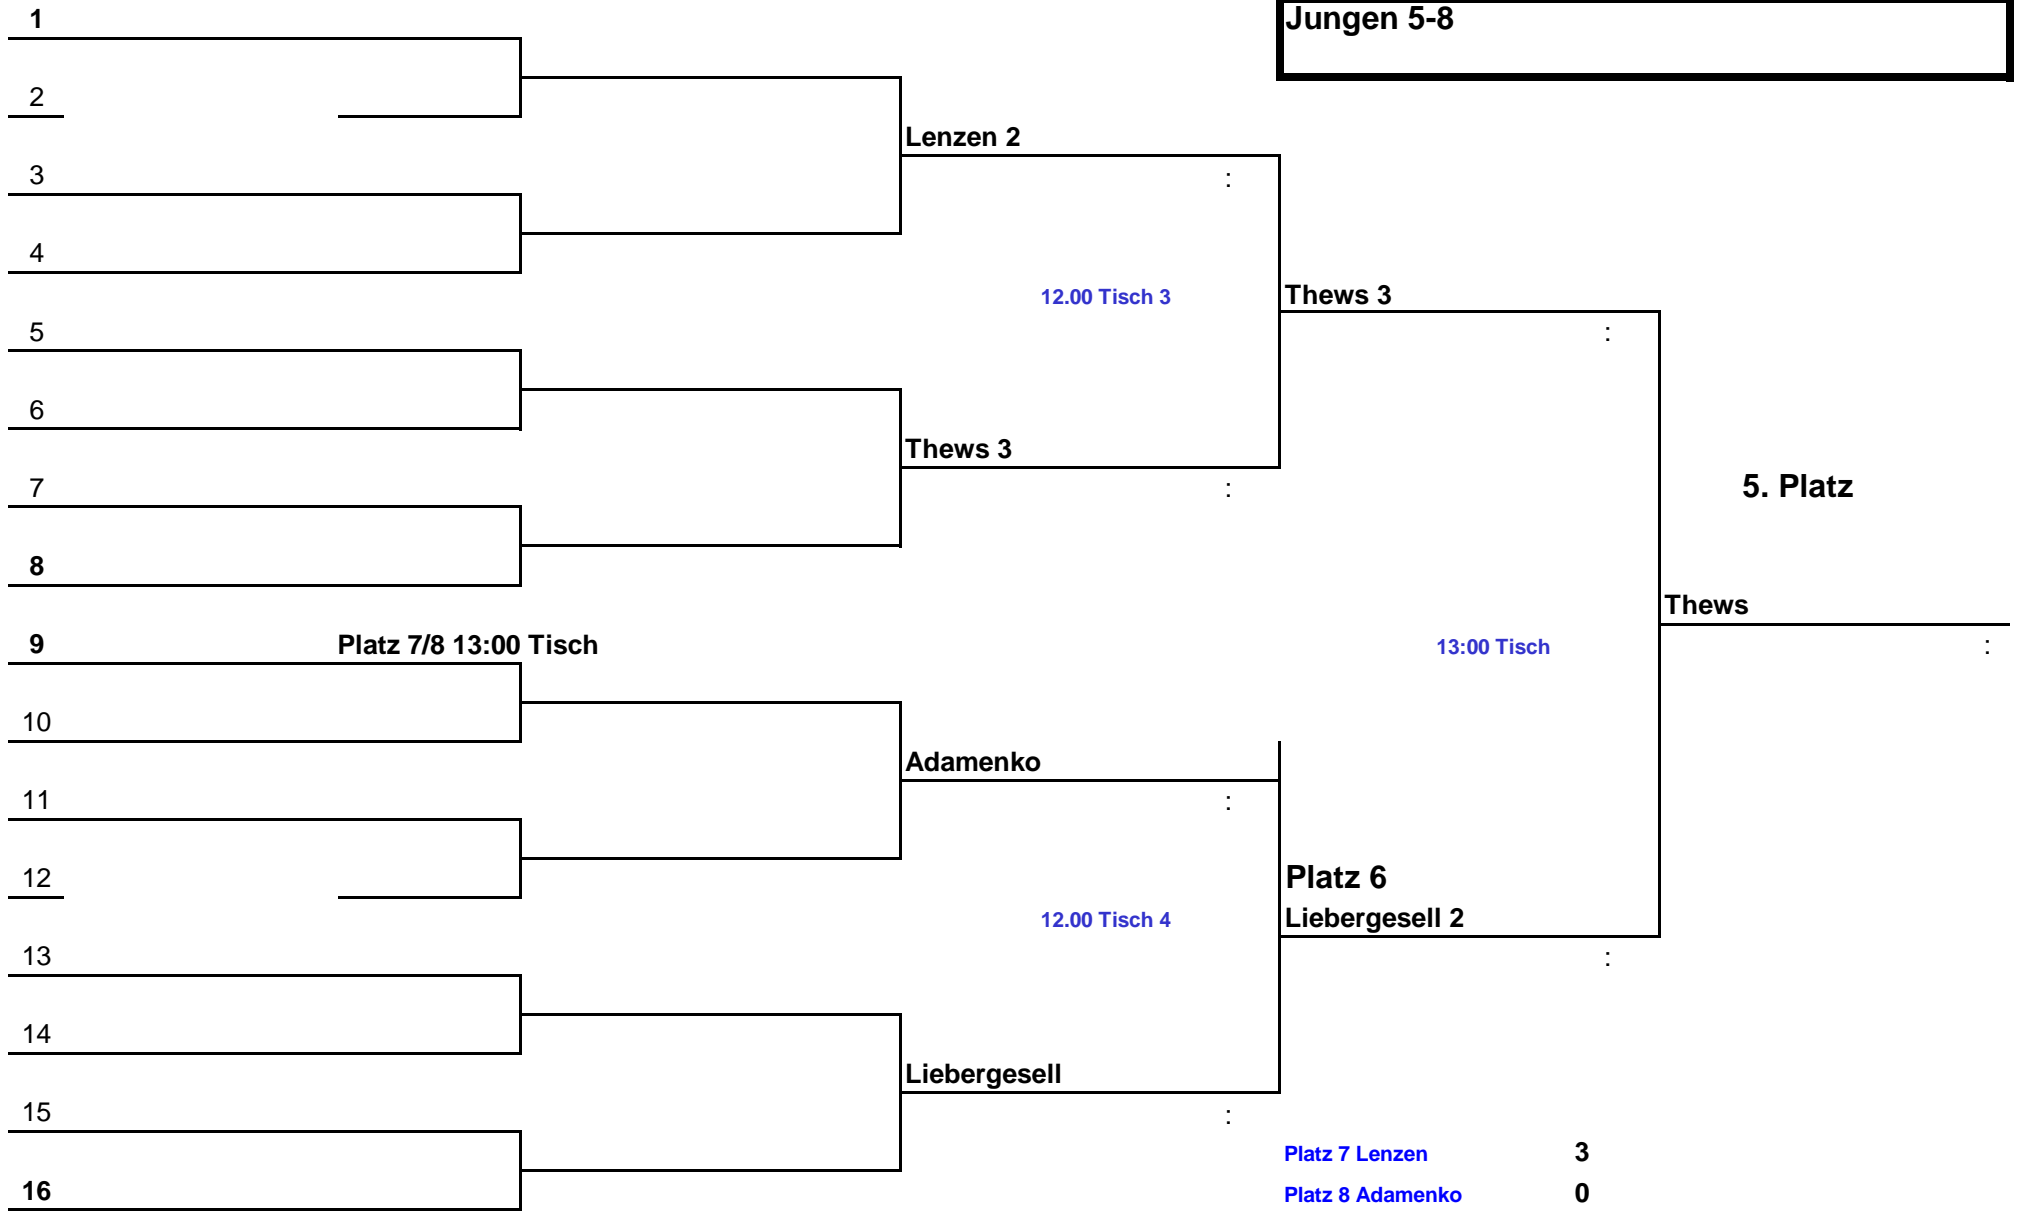 1
Jungen 5-8
2
Lenzen 2
3
:
4
12.00 Tisch 3
Thews 3
5
:
6
Thews 3
7
:
5. Platz
8
Thews
9
Platz 7/8 13:00 Tisch
13:00 Tisch
:
10
Adamenko
11
:
12
Platz 6
12.00 Tisch 4
Liebergesell 2
13
:
14
Liebergesell
15
:
Platz 7 Lenzen 3
16
Platz 8 Adamenko 0